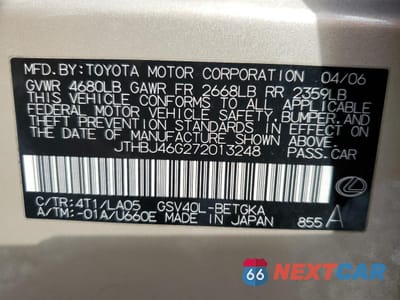 MFD.BY:TOYOTA MOTOR CORPORATION 04/06
GVWR 4680LB GAWR FR 2668LB RR 2359LB
THIS VEHICLE CONFORMS TO ALL APPLICABLE
FEDERAL MOTOR VEHICLE SAFETY,BUMPER,AND
THEFT PREVENTION STANDARDS IN EFFECT ON
THE DATE OF MANUFACTURE SHOWN ABOVE.
JTHBJ46G272013248
PASS.CAR
C/TR:4T1/LA05 GSV40L-BETGKA
A/TM:-01A/U660E MADE IN JAPAN
855 A
66 NEXTCAR